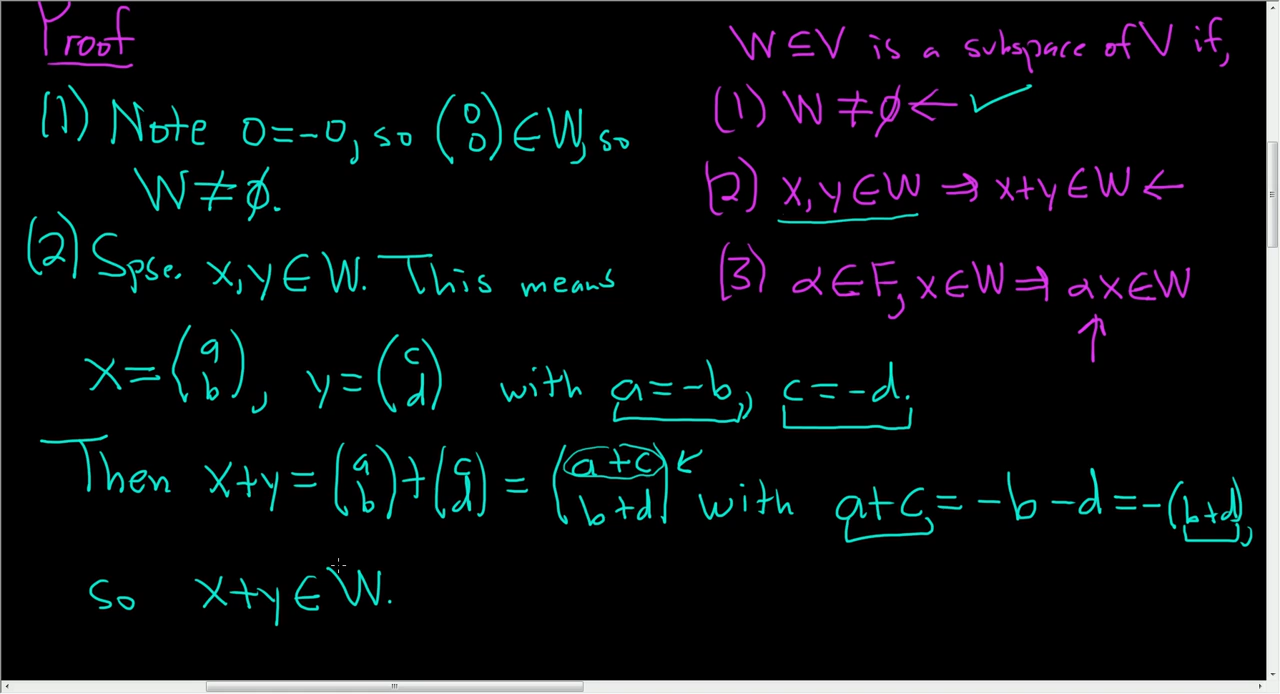 Proof
(1) Note 0=-0, so (0 0) ∈ W, so
W ≠ ∅.
(2) Spse. x, y ∈ W. This means
x = (a b), y = (c d) with a = -b, c = -d.
Then x+y = (a b) + (c d) = (a+c b+d) with a+c = -b-d = -(b+d),
so x+y ∈ W.
W ⊆ V is a subspace of V if,
(1) W ≠ ∅ ← ✓
(2) x, y ∈ W ⇒ x+y ∈ W ←
(3) α ∈ F, x ∈ W ⇒ αx ∈ W
↑